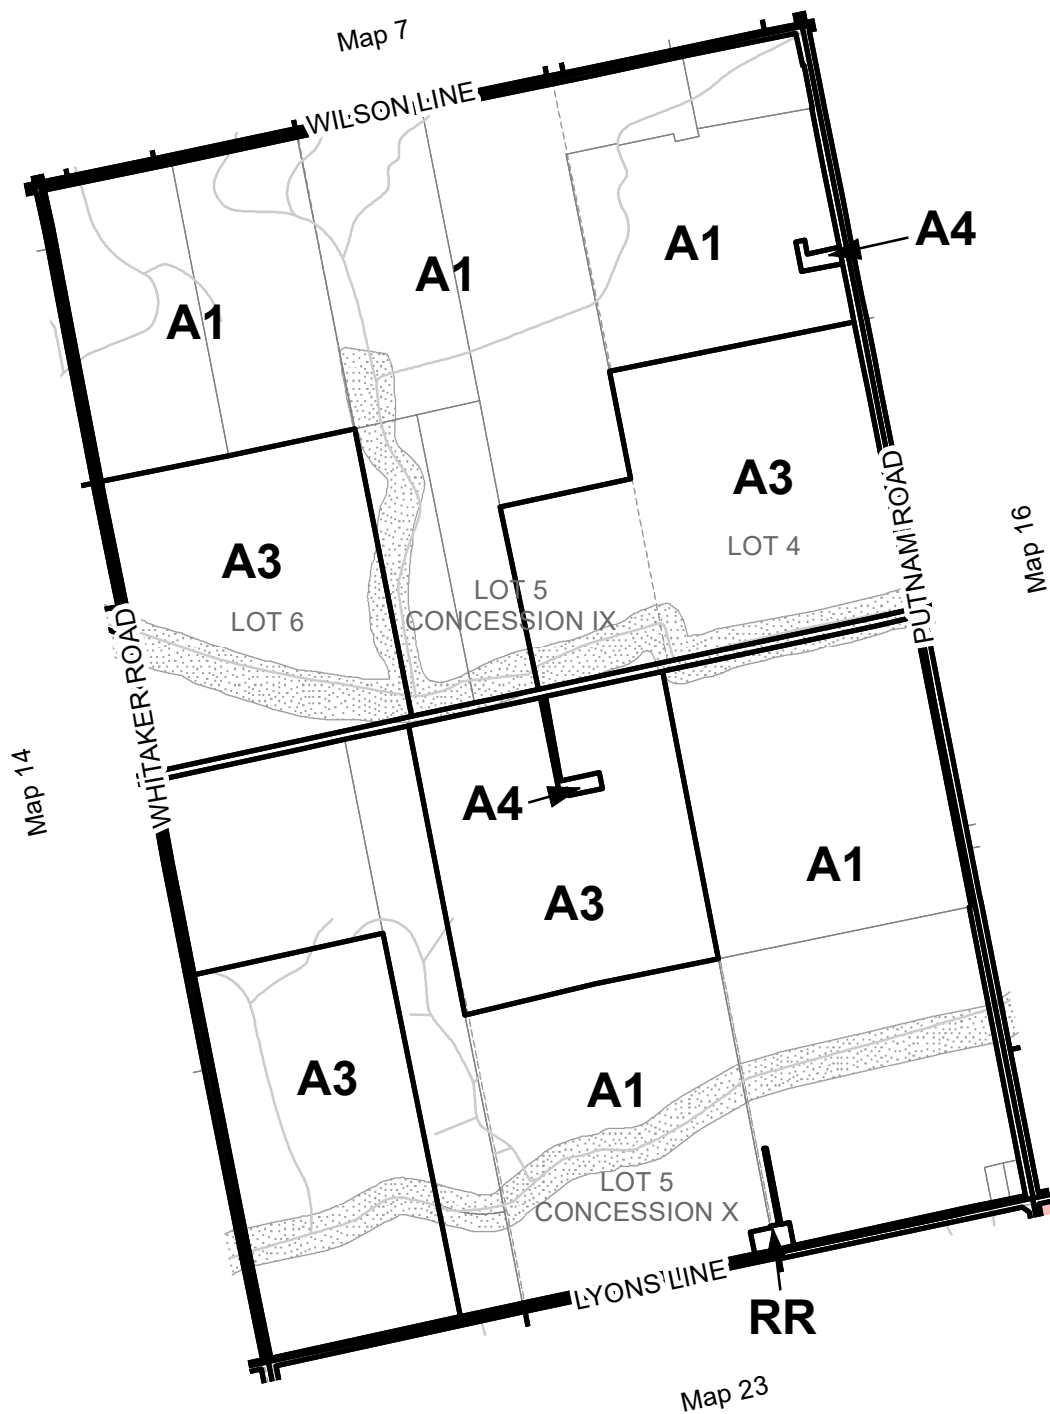 Map 7
WILSON LINE
A4
A1
A1
A1
A3
LOT 4
PUTNAM ROAD
Map 16
A3
LOT 6
LOT 5
CONCESSION IX
WHITAKER ROAD
Map 14
A4
A3
A1
A3
A1
LOT 5
CONCESSION X
LYONS LINE
RR
Map 23